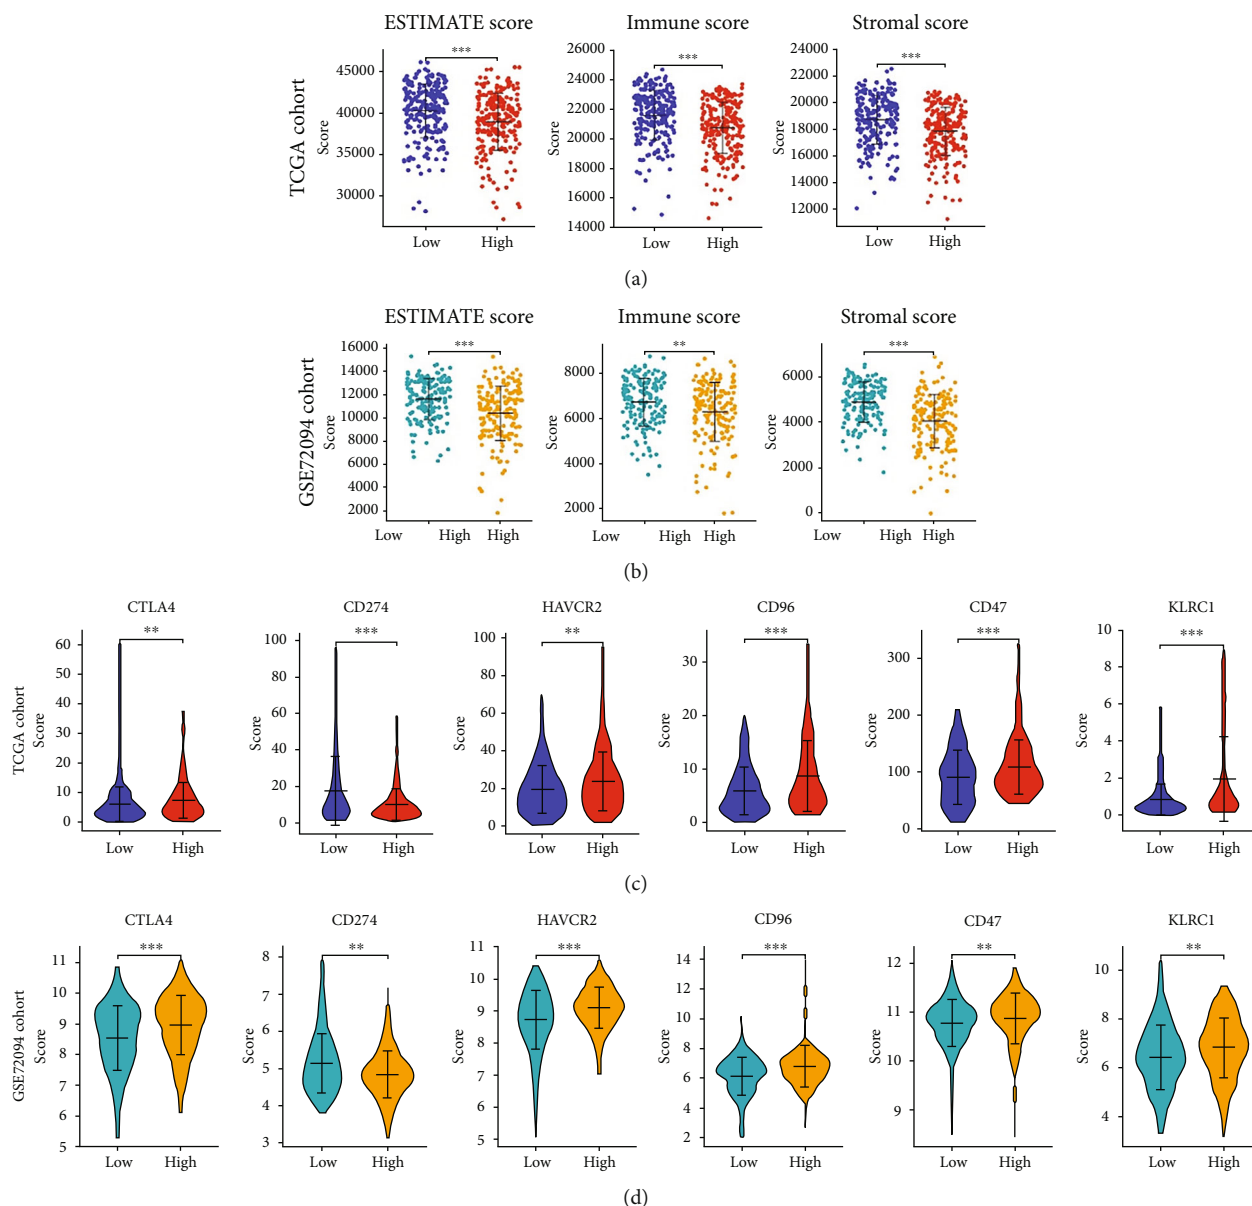 ESTIMATE score Immune score Stromal score
TCGA cohort
Score
45000
40000
35000
30000
***
Low High
Score
26000
24000
22000
20000
18000
16000
14000
***
Low High
Score
24000
22000
20000
18000
16000
14000
12000
***
Low High
(a)
ESTIMATE score Immune score Stromal score
GSE72094 cohort
Score
16000
14000
12000
10000
8000
6000
4000
2000
***
Low High High
Score
8000
6000
4000
2000
**
Low High High
Score
6000
4000
2000
0
***
Low High
(b)
CTLA4 CD274 HAVCR2 CD96 CD47 KLRC1
TCGA cohort
Score
60
50
40
30
20
10
0
**
Low High
Score
100
80
60
40
20
0
***
Low High
Score
100
80
60
40
20
0
**
Low High
Score
30
20
10
0
***
Low High
Score
300
200
100
0
***
Low High
Score
10
8
6
4
2
0
***
Low High
(c)
CTLA4 CD274 HAVCR2 CD96 CD47 KLRC1
GSE72094 cohort
Score
11
10
9
8
7
6
5
***
Low High
Score
8
7
6
5
4
3
**
Low High
Score
11
10
9
8
7
6
5
***
Low High
Score
14
12
10
8
6
4
2
***
Low High
Score
12
11
10
9
**
Low High
Score
10
8
6
4
**
Low High
(d)